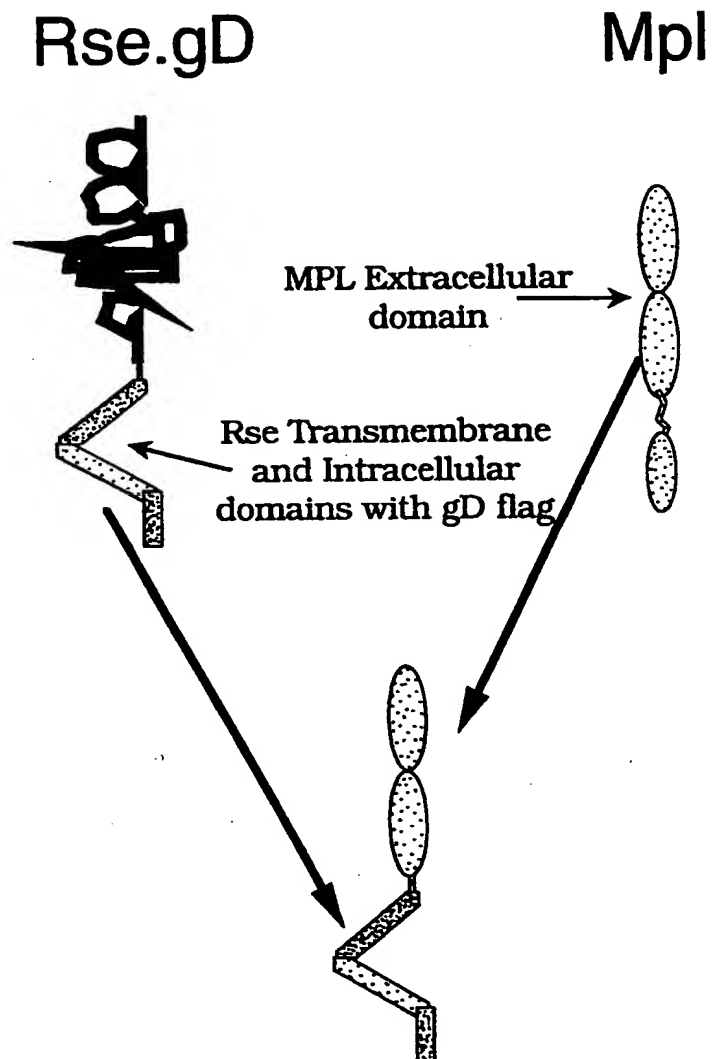 Rse.gD
Mpl
MPL Extracellular
domain
Rse Transmembrane
and Intracellular
domains with gD flag